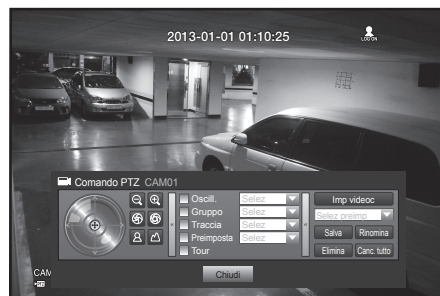 2013-01-01 01:10:25
LOG ON
Comando PTZ CAM01
Oscill. Selez
Gruppo Selez
Traccia Selez
Preimposta Selez
Tour
Imp videoc
Selez preimp
Salva Rinomina
Elimina Canc. tutto
CAM
Chiudi